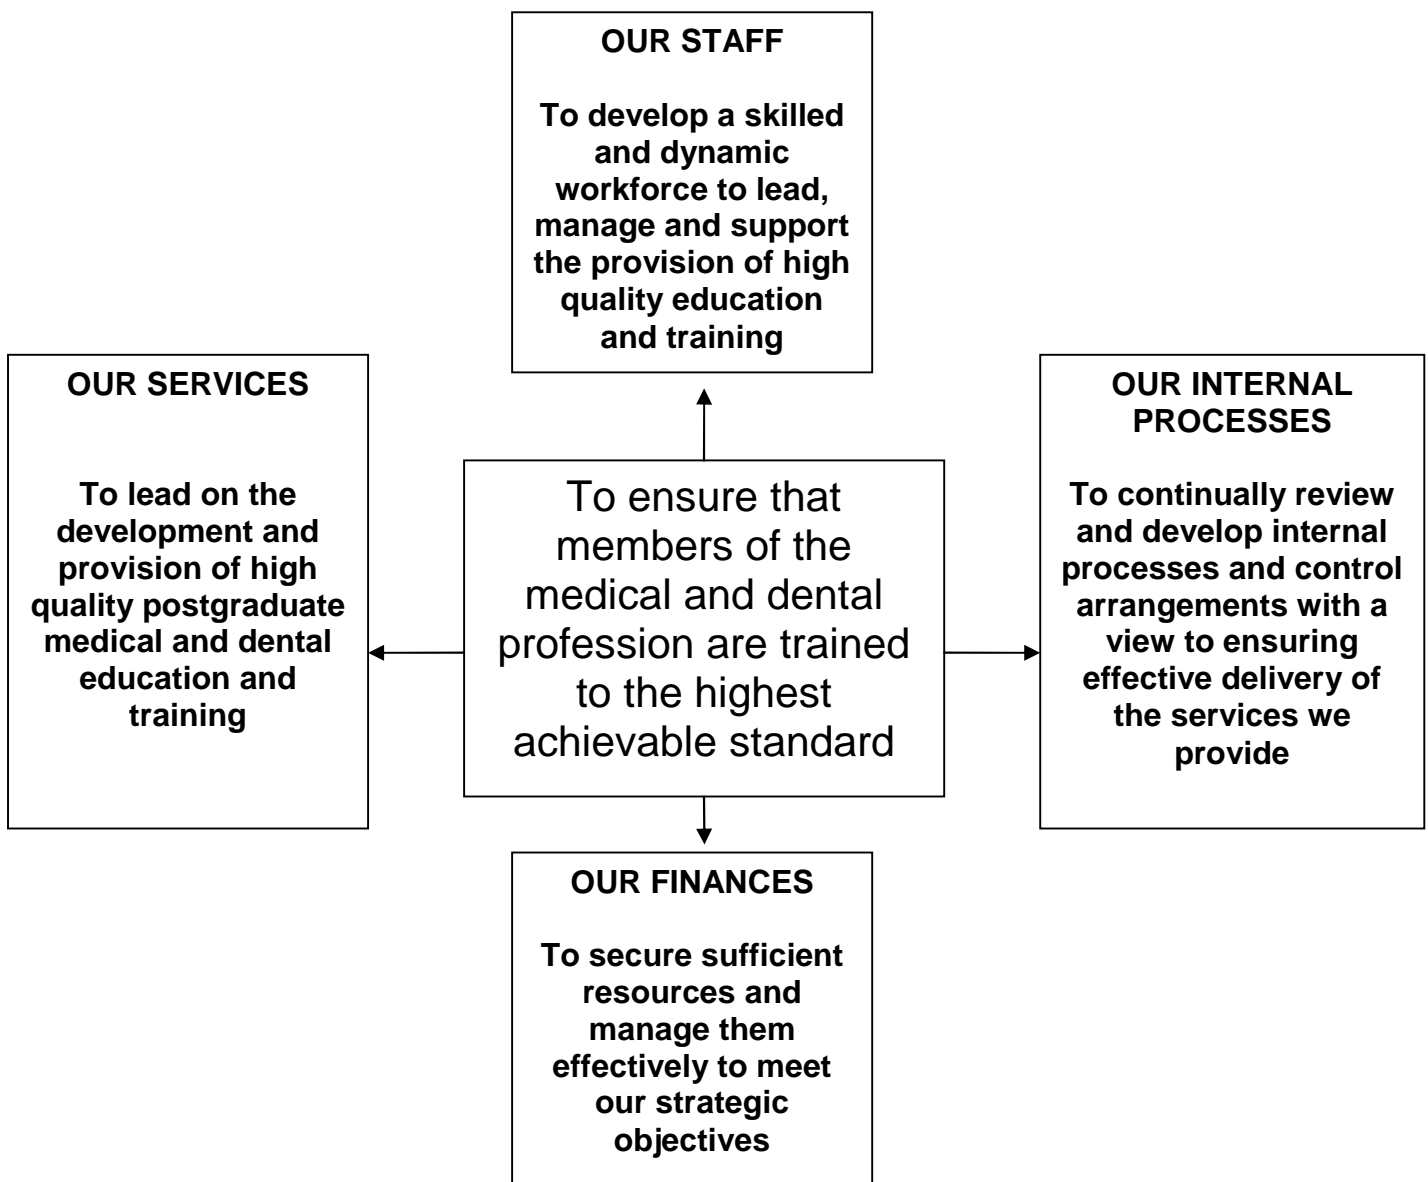 OUR STAFF
To develop a skilled
and dynamic
workforce to lead,
manage and support
the provision of high
quality education
and training
OUR SERVICES
To lead on the
development and
provision of high
quality postgraduate
medical and dental
education and
training
To ensure that
members of the
medical and dental
profession are trained
to the highest
achievable standard
OUR INTERNAL
PROCESSES
To continually review
and develop internal
processes and control
arrangements with a
view to ensuring
effective delivery of
the services we
provide
OUR FINANCES
To secure sufficient
resources and
manage them
effectively to meet
our strategic
objectives